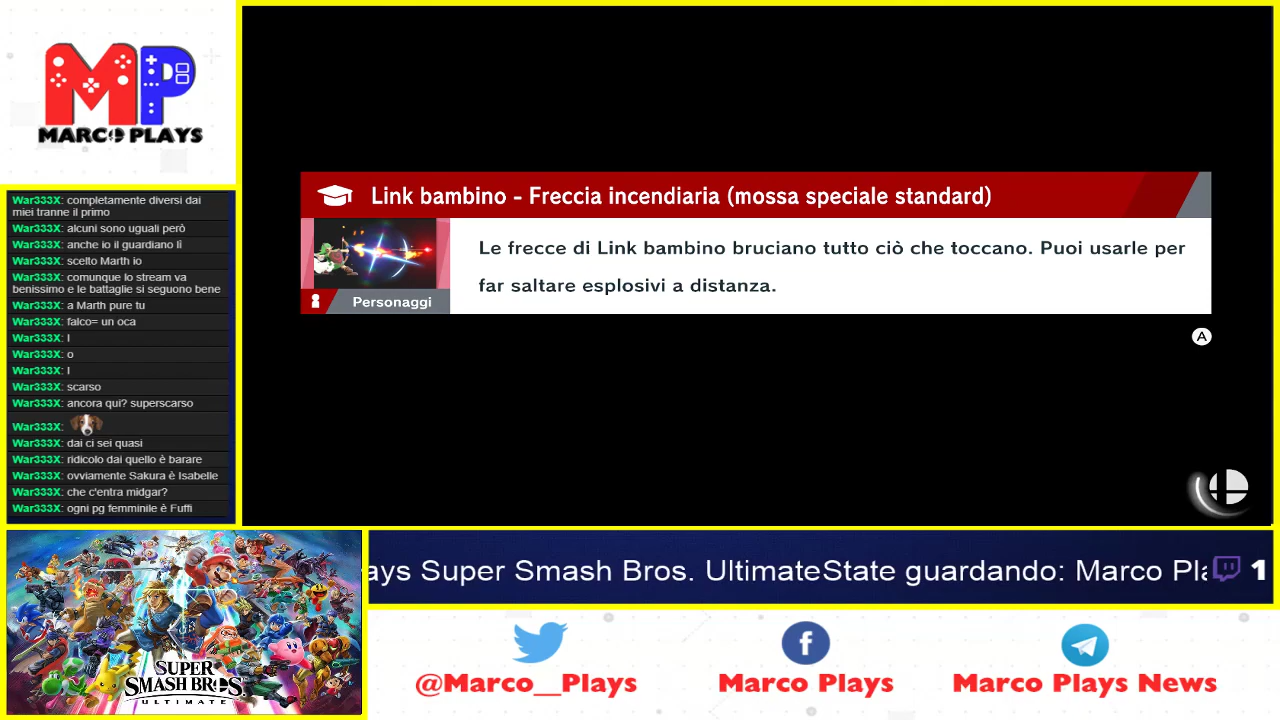 MP
MARCO PLAYS
War333X: completamente diversi dai
miei tranne il primo
War333X: alcuni sono uguali però
War333X: anche io il guardiano lì
War333X: scelto Marth io
War333X: comunque lo stream va
benissimo e le battaglie si seguono bene
War333X: a Marth pure tu
War333X: falco= un oca
War333X: l
War333X: o
War333X: l
War333X: scarso
War333X: ancora qui? superscarso
War333X:
War333X: dai ci sei quasi
War333X: ridicolo dai quello è barare
War333X: ovviamente Sakura è Isabelle
War333X: che c'entra midgar?
War333X: ogni pg femminile è Fuffi
Link bambino - Freccia incendiaria (mossa speciale standard)
Le frecce di Link bambino bruciano tutto ciò che toccano. Puoi usarle per
far saltare esplosivi a distanza.
Personaggi
A
SUPER
SMASH BROS.
ULTIMATE
ays Super Smash Bros. UltimateState guardando: Marco Pla
1
@Marco__Plays
Marco Plays
Marco Plays News